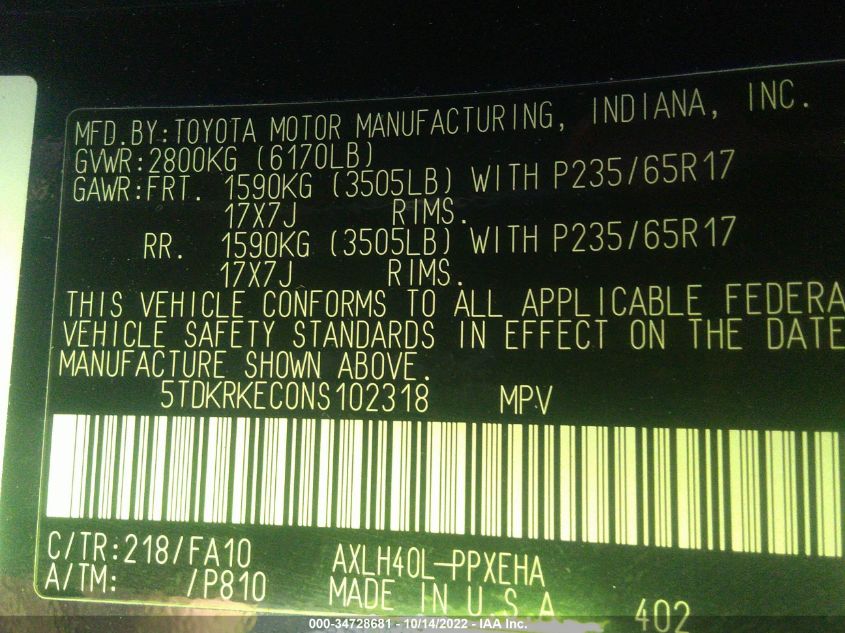 MFD.BY:TOYOTA MOTOR MANUFACTURING, INDIANA, INC.
GVWR:2800KG (6170LB)
GAWR:FRT. 1590KG (3505LB) WITH P235/65R17
17X7J RIMS.
RR. 1590KG (3505LB) WITH P235/65R17
17X7J RIMS.
THIS VEHICLE CONFORMS TO ALL APPLICABLE FEDERA
VEHICLE SAFETY STANDARDS IN EFFECT ON THE DATE
MANUFACTURE SHOWN ABOVE.
5TDKRKEC0NS102318 MPV
C/TR:218/FA10 AXLH40L-PPXEHA
A/TM: /P810 MADE IN U.S.A. 402
000-34728681 - 10/14/2022 - IAA Inc.